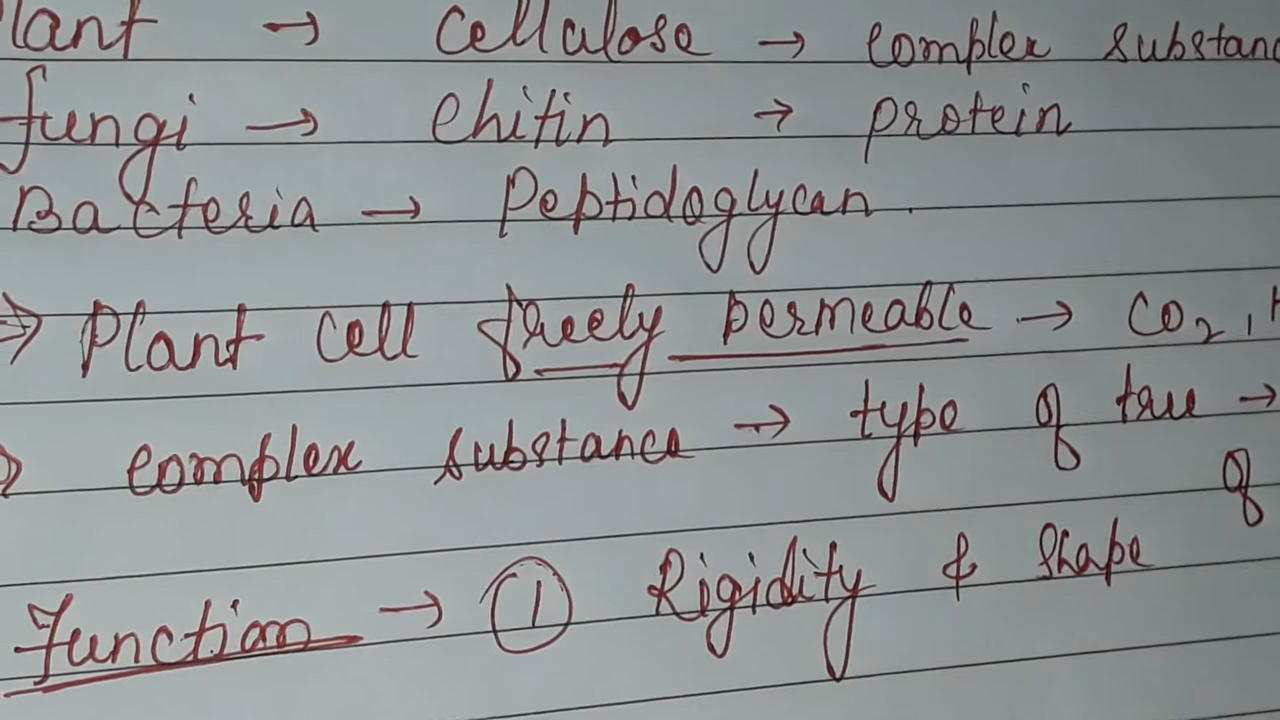 lant → Cellulose → Complex substanc
fungi → Chitin → protein
Bacteria → Peptidoglycan.
⇒ Plant cell freely permeable → CO2, H
complex substance → type of tree →
of
Function → ① Rigidity & shape